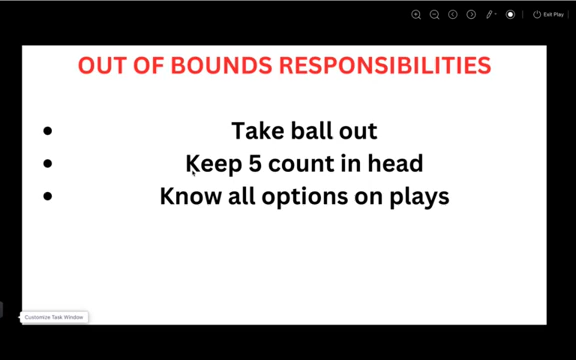 Exit Play
OUT OF BOUNDS RESPONSIBILITIES
Take ball out
Keep 5 count in head
Know all options on plays
Customize Task Window